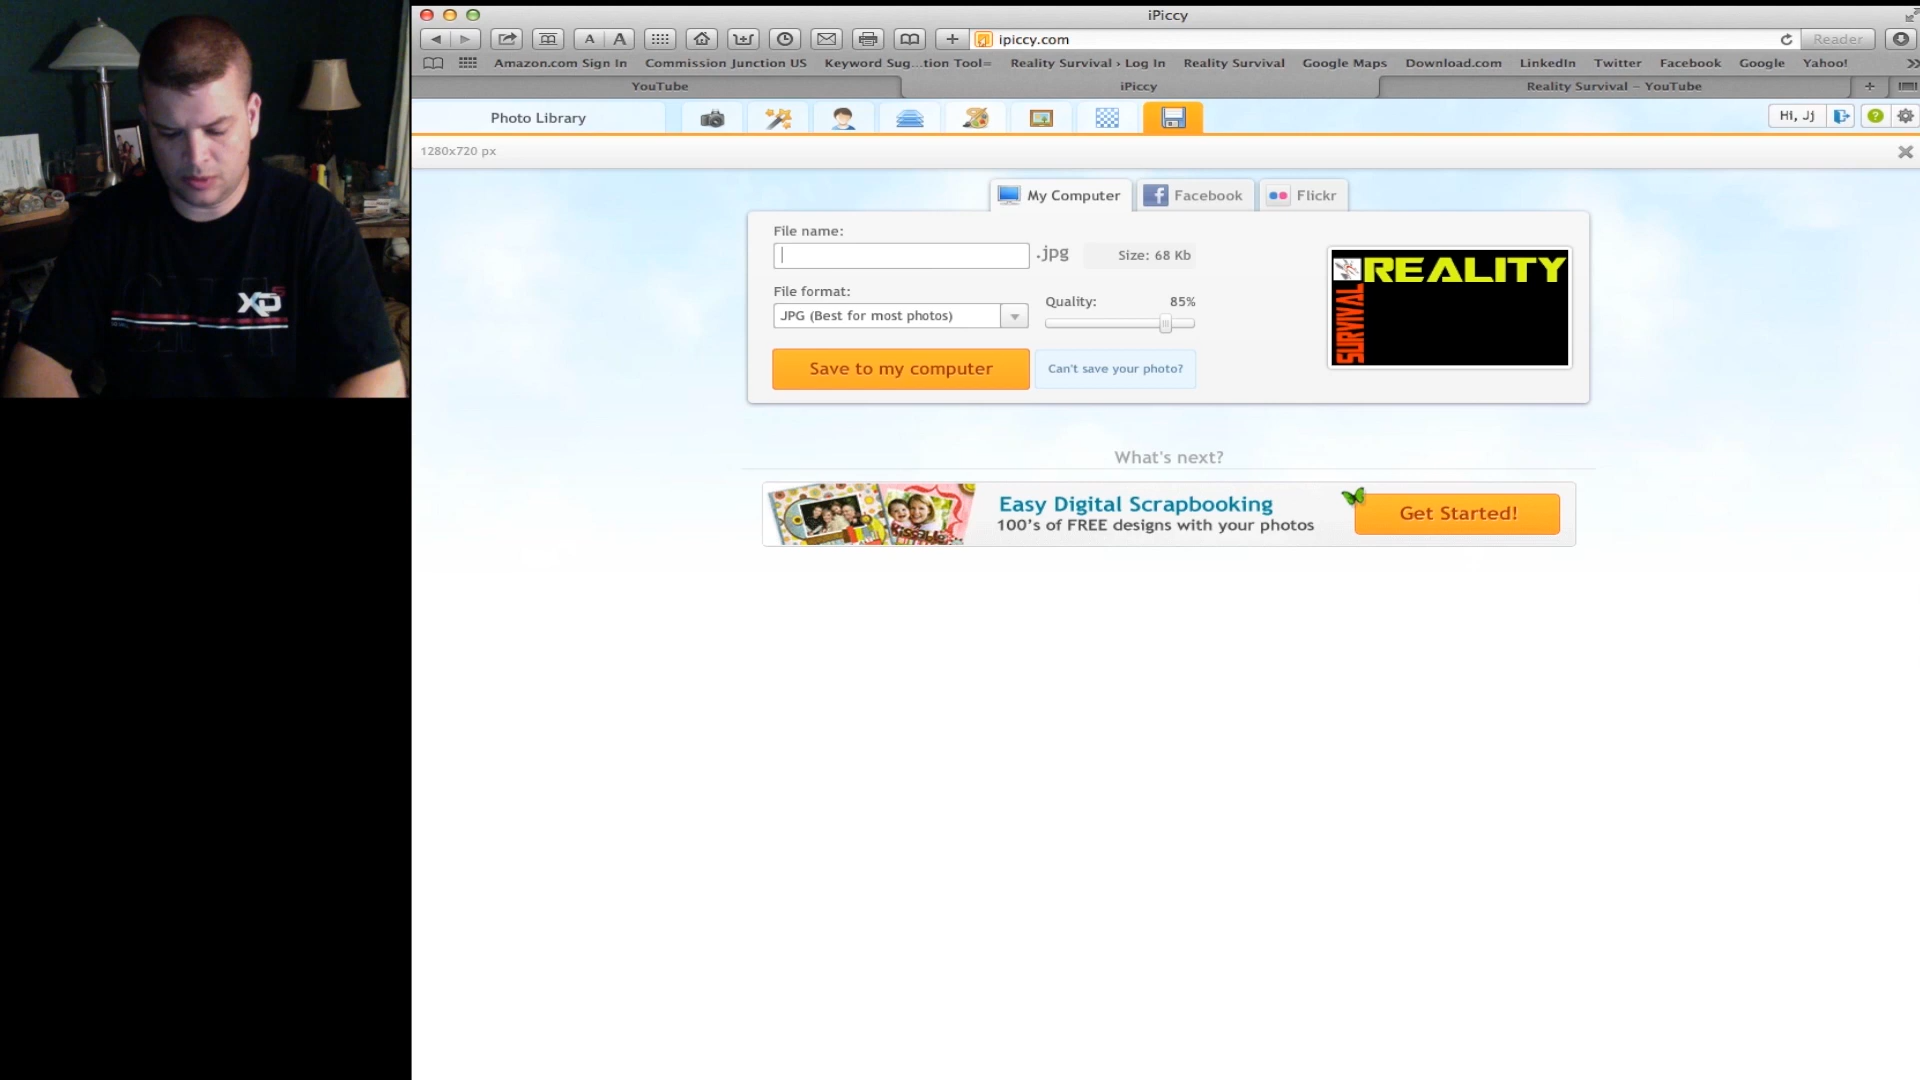 iPiccy
A A
ipiccy.com
Reader
Amazon.com Sign In Commission Junction US Keyword Sug...tion Tool= Reality Survival › Log In Reality Survival Google Maps Download.com LinkedIn Twitter Facebook Google Yahoo!
YouTube iPiccy Reality Survival – YouTube
Photo Library
Hi, Jj
1280x720 px
My Computer Facebook Flickr
File name:
.jpg Size: 68 Kb
File format:
JPG (Best for most photos)
Quality: 85%
Save to my computer
Can't save your photo?
REALITY
SURVIVAL
What's next?
Easy Digital Scrapbooking
100's of FREE designs with your photos
Get Started!
XD S